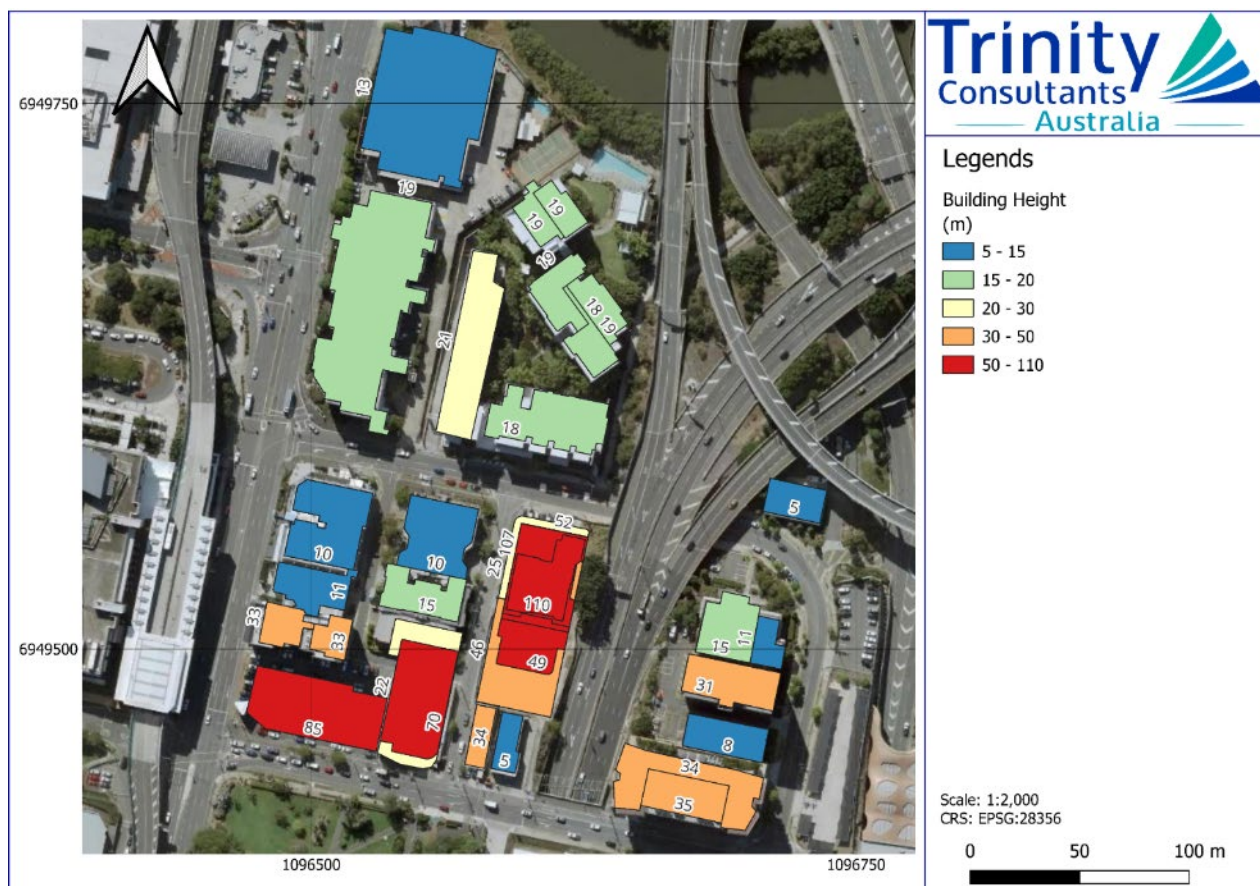 Trinity
Consultants
Australia
Legends
Building Height
(m)
5 - 15
15 - 20
20 - 30
30 - 50
50 - 110
6949750
13
19
19
19
19
18
19
21
18
5
52
107
25
10
10
110
11
15
33
33
15
11
6949500
46
49
22
31
70
85
34
5
8
34
35
Scale: 1:2,000
CRS: EPSG:28356
0 50 100 m
1096500 1096750